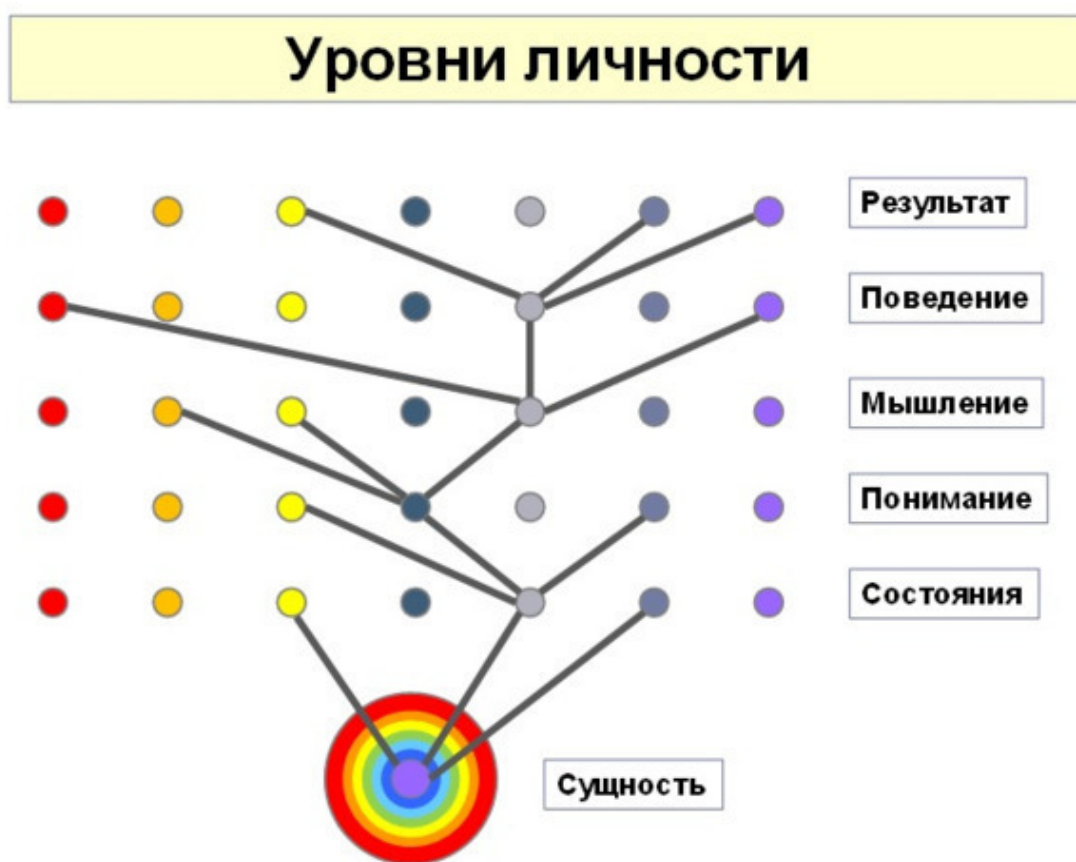 Уровни личности
Результат
Поведение
Мышление
Понимание
Состояния
Сущность